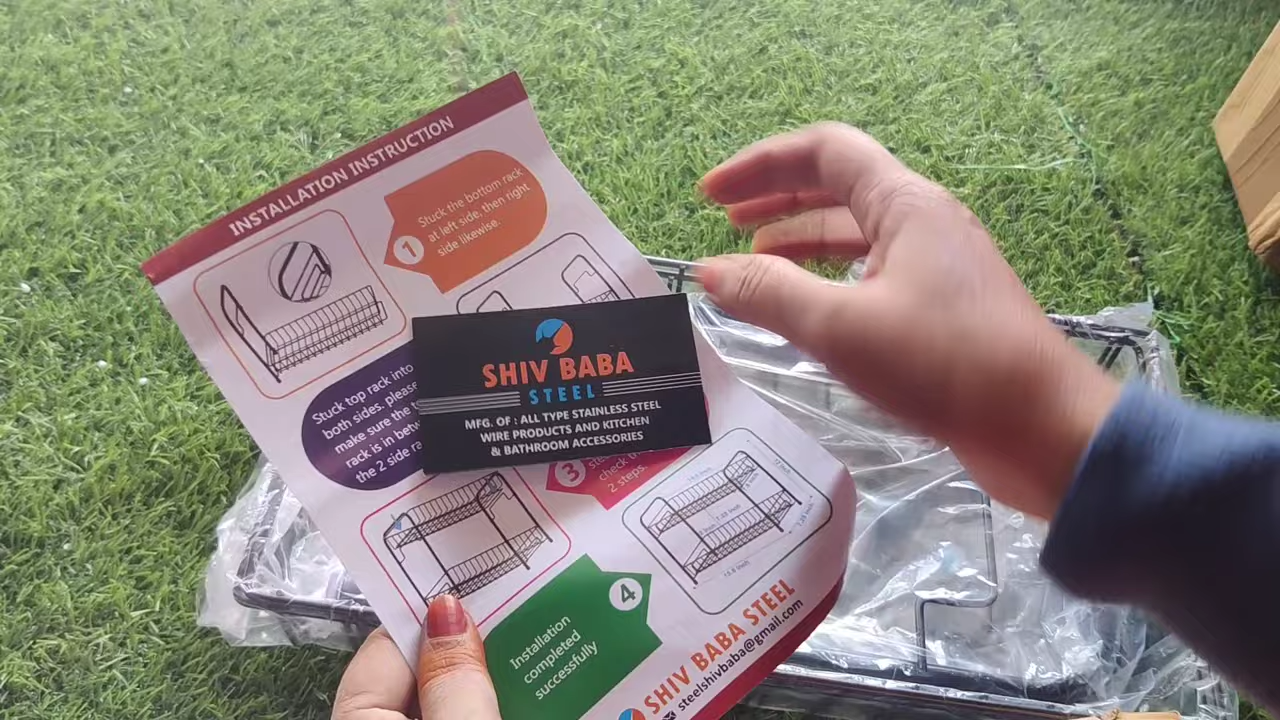 INSTALLATION INSTRUCTION
1
Stuck the bottom rack
at left side, then right
side likewise.
Stuck top rack into
both sides. please
make sure the
rack is in
the 2 side
SHIV BABA
STEEL
MFG. OF : ALL TYPE STAINLESS STEEL
WIRE PRODUCTS AND KITCHEN
& BATHROOM ACCESSORIES
3
check
2 steps.
4
Installation
completed
successfully
SHIV BABA STEEL
steelshivbaba@gmail.com